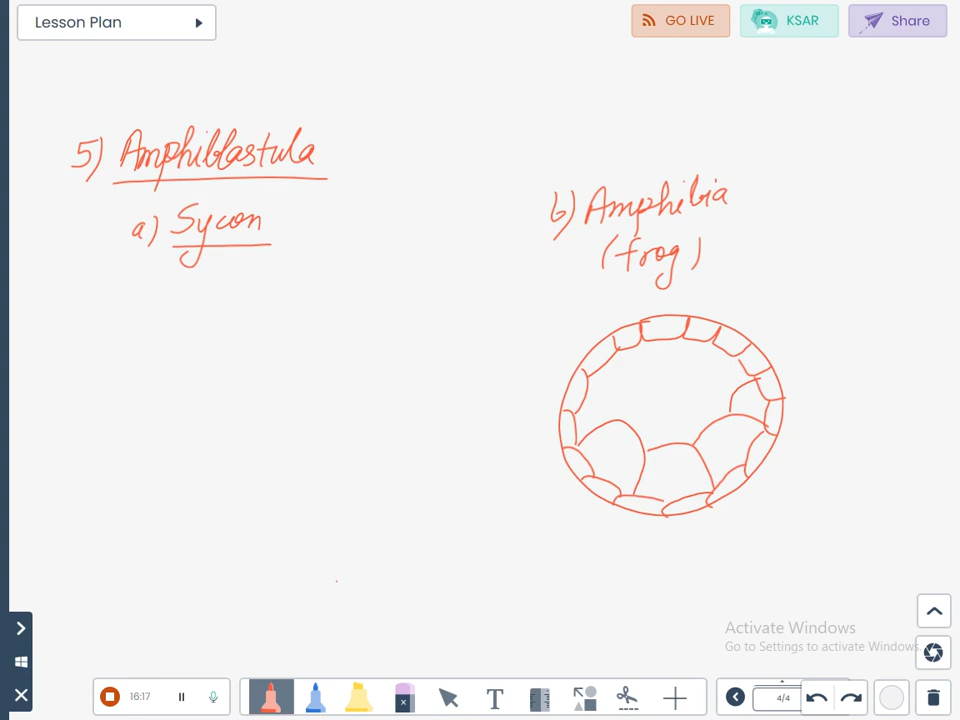 Lesson Plan
GO LIVE
KSAR
Share
5) Amphiblastula
a) Sycon
b) Amphibia
(frog)
Activate Windows
Go to Settings to activate Windows.
16:17
T
4/4